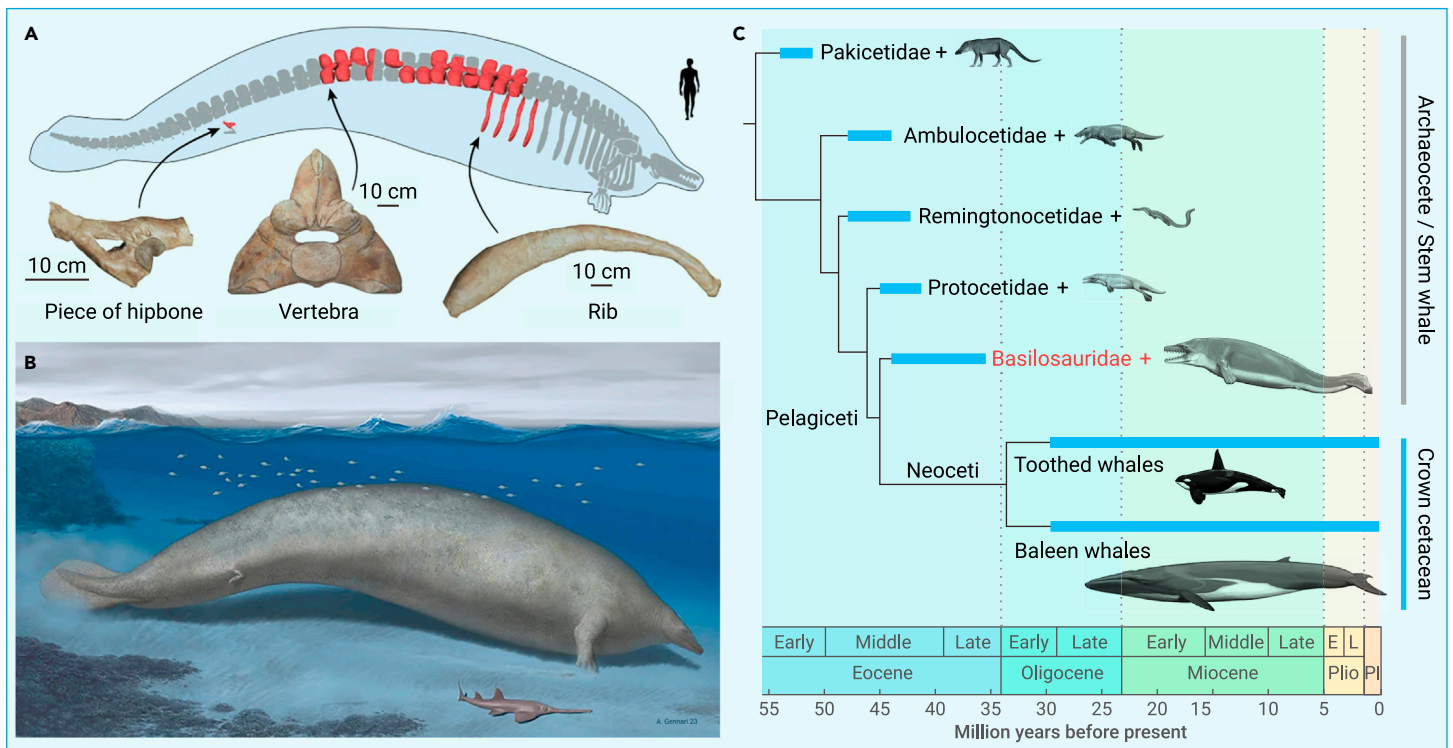 A
10 cm
10 cm
10 cm
Piece of hipbone
Vertebra
Rib
B
A. Gennari 23
C
Pakicetidae +
Ambulocetidae +
Remingtonocetidae +
Protocetidae +
Basilosauridae +
Pelagiceti
Neoceti
Toothed whales
Baleen whales
Archaeocete / Stem whale
Crown cetacean
Early Middle Late Early Late Early Middle Late E L
Eocene Oligocene Miocene Plio Pl
55 50 45 40 35 30 25 20 15 10 5 0
Million years before present